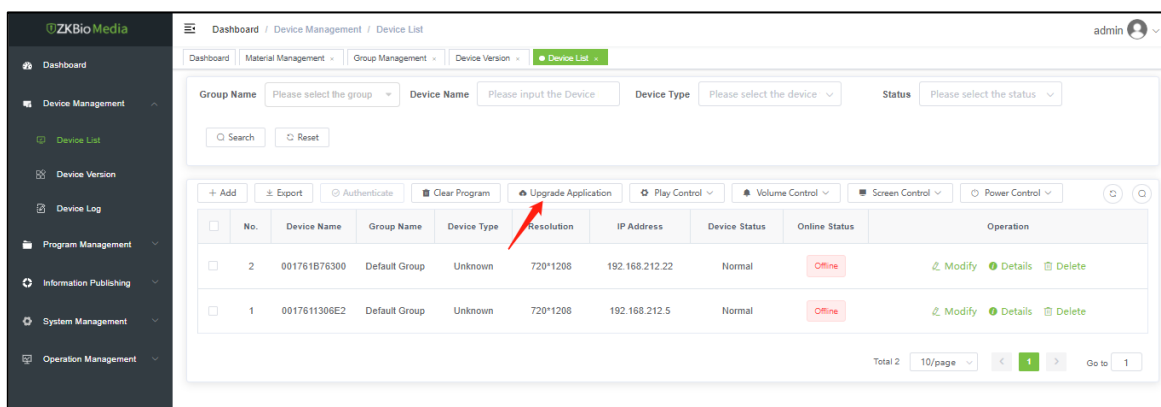 ZKBio Media
Dashboard / Device Management / Device List
admin
Dashboard
Material Management ×
Group Management ×
Device Version ×
Device List ×
Dashboard
Device Management
Device List
Device Version
Device Log
Program Management
Information Publishing
System Management
Operation Management
Group Name Please select the group Device Name Please input the Device Device Type Please select the device Status Please select the status
Search Reset
+ Add Export Authenticate Clear Program Upgrade Application Play Control Volume Control Screen Control Power Control
No. Device Name Group Name Device Type Resolution IP Address Device Status Online Status Operation
2 001761B76300 Default Group Unknown 720*1208 192.168.212.22 Normal Offline Modify Details Delete
1 0017611306E2 Default Group Unknown 720*1208 192.168.212.5 Normal Offline Modify Details Delete
Total 2 10/page < 1 > Go to 1